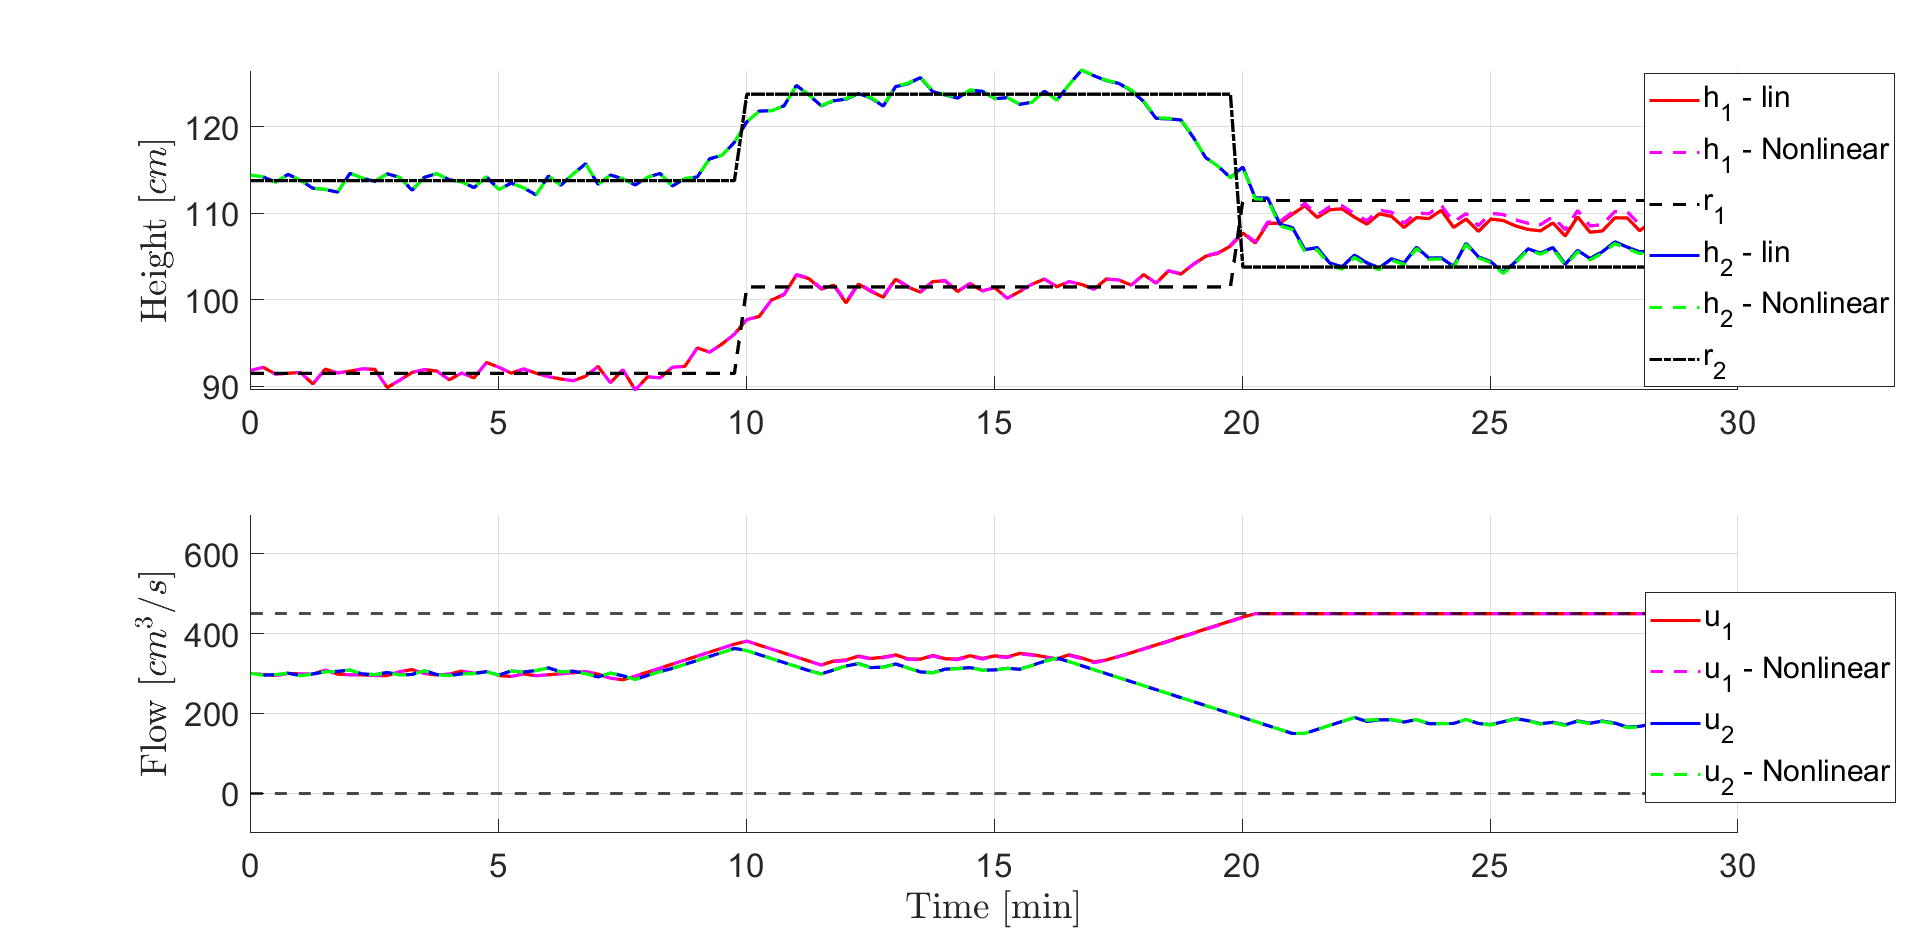 Height [cm]
120
110
100
90
0 5 10 15 20 25 30
h1 - lin
h1 - Nonlinear
r1
h2 - lin
h2 - Nonlinear
r2
Flow [cm³/s]
600
400
200
0
0 5 10 15 20 25 30
Time [min]
u1
u1 - Nonlinear
u2
u2 - Nonlinear